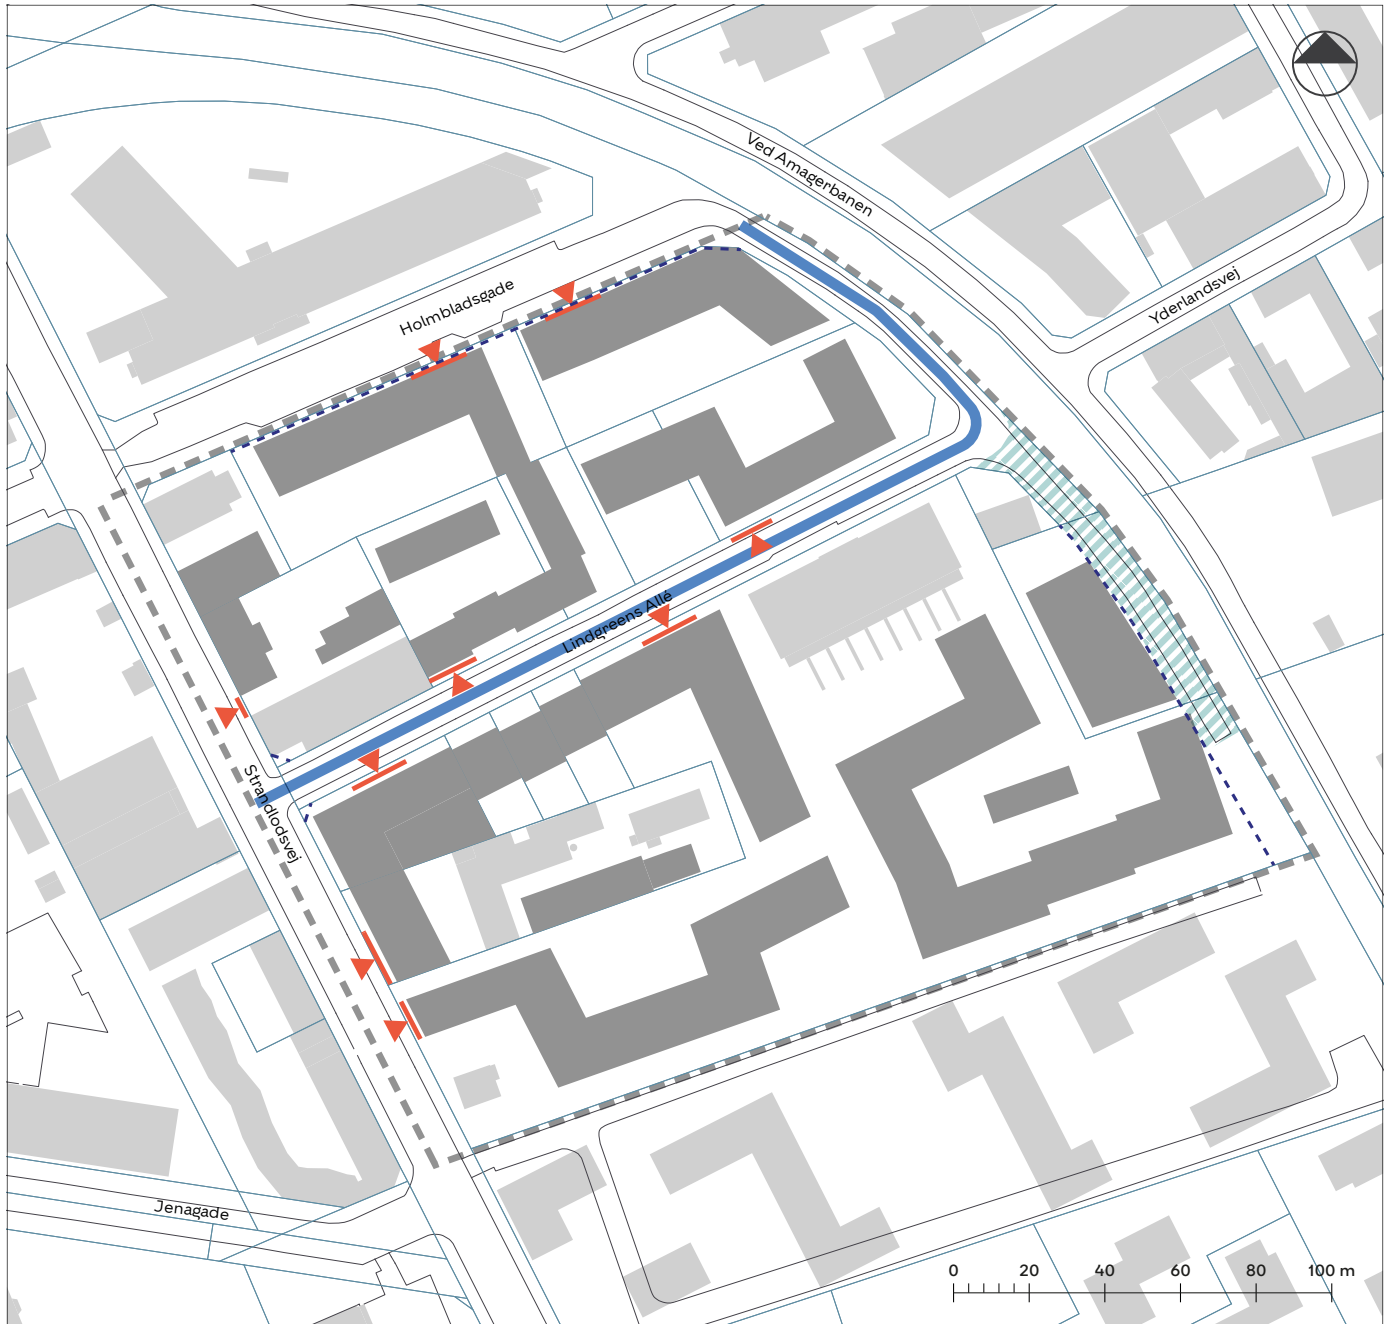 Ved Amagerbanen
Yderlandsvej
Holmbladsgade
Lindgreens Allé
Strandlodsvej
Jenagade
0 20 40 60 80 100 m